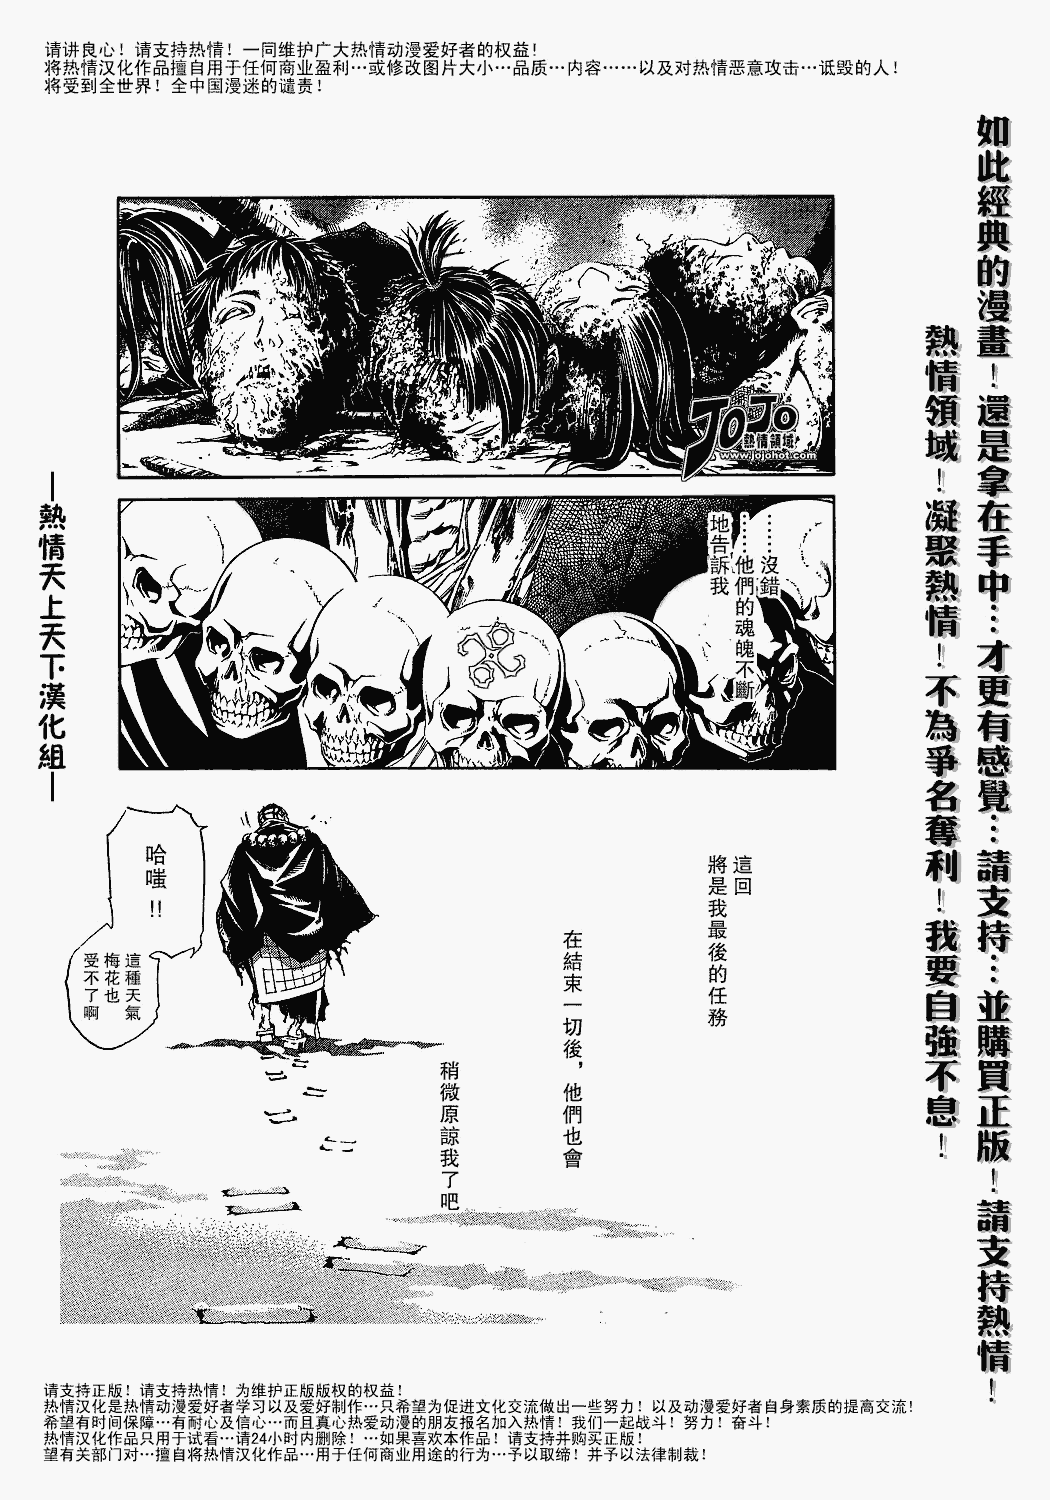 请讲良心！请支持热情！一同维护广大热情动漫爱好者的权益！
将热情汉化作品擅自用于任何商业盈利…或修改图片大小…品质…内容……以及对热情恶意攻击…诋毁的人！
将受到全世界！全中国漫迷的谴责！
如此經典的漫畫！還是拿在手中…才更有感覺…請支持…並購買正版！請支持熱情！
熱情領域！凝聚熱情！不為爭名奪利！我要自強不息！
JOJO
熱情領域
www.jojohot.com
……沒錯
……他們的魂魄不斷
地告訴我
這回
將是我最後的任務
在結束一切後，他們也會
稍微原諒我了吧
哈
嗤
!!
這種天氣
梅花也
受不了啊
—熱情天上天下漢化組—
请支持正版！请支持热情！为维护正版版权的权益！
热情汉化是热情动漫爱好者学习以及爱好制作…只希望为促进文化交流做出一些努力！以及动漫爱好者自身素质的提高交流！
希望有时间保障…有耐心及信心…而且真心热爱动漫的朋友报名加入热情！我们一起战斗！努力！奋斗！
热情汉化作品只用于试看…请24小时内删除！…如果喜欢本作品！请支持并购买正版！
望有关部门对…擅自将热情汉化作品…用于任何商业用途的行为…予以取缔！并予以法律制裁！